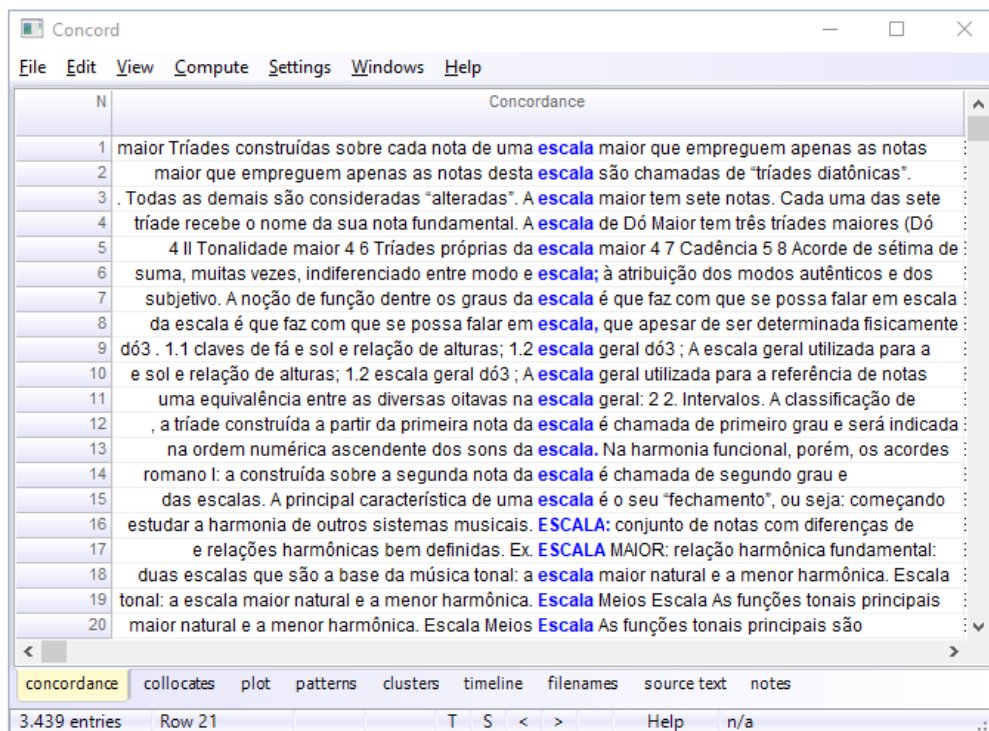 Concord
File Edit View Compute Settings Windows Help
N Concordance
1 maior Tríades construídas sobre cada nota de uma escala maior que empreguem apenas as notas
2 maior que empreguem apenas as notas desta escala são chamadas de “tríades diatônicas”.
3 . Todas as demais são consideradas “alteradas”. A escala maior tem sete notas. Cada uma das sete
4 tríade recebe o nome da sua nota fundamental. A escala de Dó Maior tem três tríades maiores (Dó
5 4 II Tonalidade maior 4 6 Tríades próprias da escala maior 4 7 Cadência 5 8 Acorde de sétima de
6 suma, muitas vezes, indiferenciado entre modo e escala; à atribuição dos modos autênticos e dos
7 subjetivo. A noção de função dentre os graus da escala é que faz com que se possa falar em escala
8 da escala é que faz com que se possa falar em escala, que apesar de ser determinada fisicamente
9 dó3 . 1.1 claves de fá e sol e relação de alturas; 1.2 escala geral dó3 ; A escala geral utilizada para a
10 e sol e relação de alturas; 1.2 escala geral dó3 ; A escala geral utilizada para a referência de notas
11 uma equivalência entre as diversas oitavas na escala geral: 2 2. Intervalos. A classificação de
12 , a tríade construída a partir da primeira nota da escala é chamada de primeiro grau e será indicada
13 na ordem numérica ascendente dos sons da escala. Na harmonia funcional, porém, os acordes
14 romano I: a construída sobre a segunda nota da escala é chamada de segundo grau e
15 das escalas. A principal característica de uma escala é o seu “fechamento”, ou seja: começando
16 estudar a harmonia de outros sistemas musicais. ESCALA: conjunto de notas com diferenças de
17 e relações harmônicas bem definidas. Ex. ESCALA MAIOR: relação harmônica fundamental:
18 duas escalas que são a base da música tonal: a escala maior natural e a menor harmônica. Escala
19 tonal: a escala maior natural e a menor harmônica. Escala Meios Escala As funções tonais principais
20 maior natural e a menor harmônica. Escala Meios Escala As funções tonais principais são
concordance collocates plot patterns clusters timeline filenames source text notes
3.439 entries Row 21 T S < > Help n/a